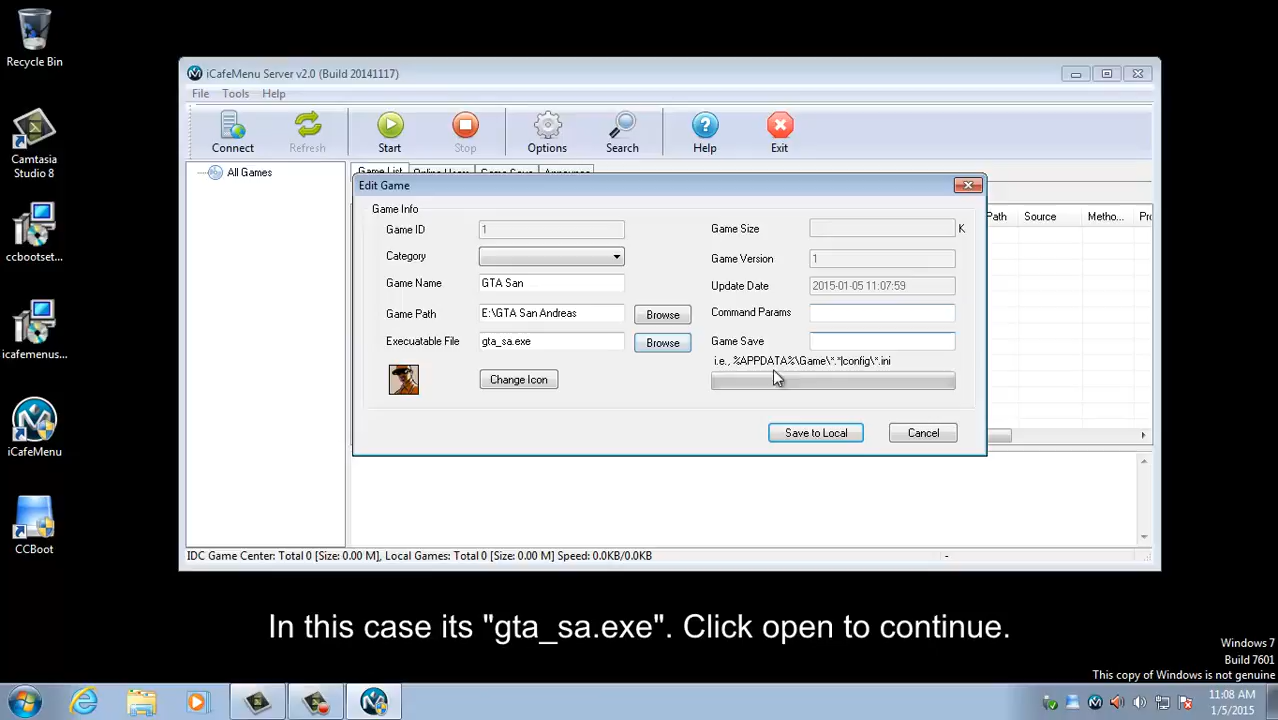 Recycle Bin
Camtasia
Studio 8
ccbootset...
icafemenus...
iCafeMenu
CCBoot
iCafeMenu Server v2.0 (Build 20141117)
File Tools Help
Connect Refresh Start Stop Options Search Help Exit
All Games
Path Source Metho...
Edit Game
Game Info
Game ID 1
Category
Game Name GTA San
Game Path E:\GTA San Andreas Browse
Execuatable File gta_sa.exe Browse
Change Icon
Game Size K
Game Version 1
Update Date 2015-01-05 11:07:59
Command Params
Game Save
i.e., %APPDATA%\Game\*.*|config\*.ini
Save to Local Cancel
IDC Game Center: Total 0 [Size: 0.00 M], Local Games: Total 0 [Size: 0.00 M] Speed: 0.0KB/0.0KB -
In this case its "gta_sa.exe". Click open to continue.
Windows 7
Build 7601
This copy of Windows is not genuine
11:08 AM
1/5/2015